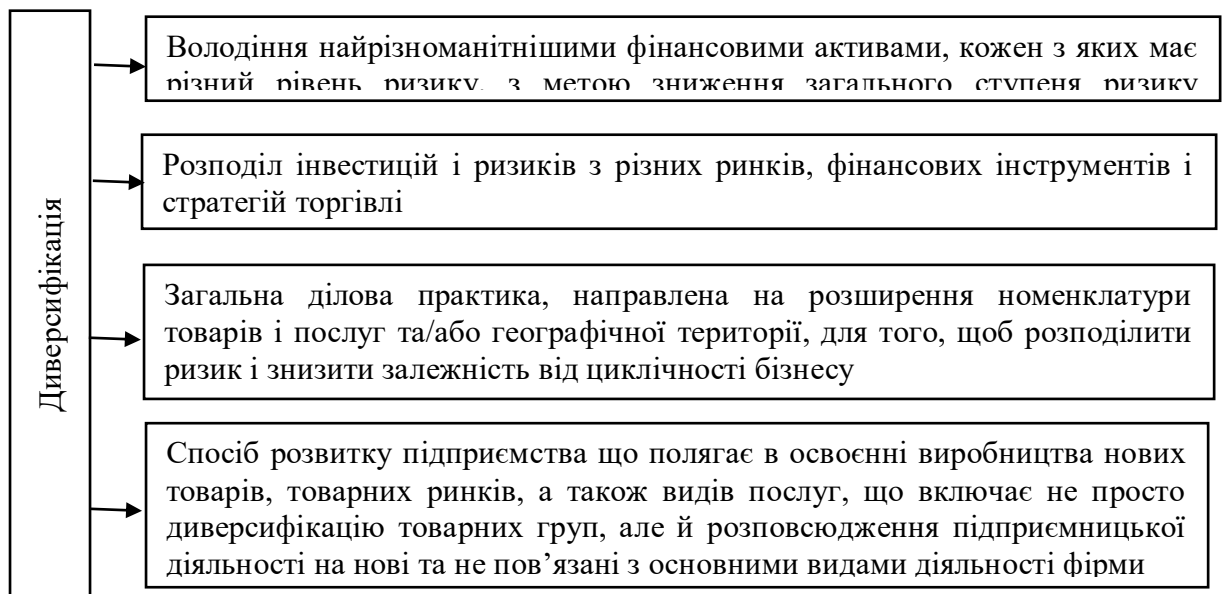 Диверсифікація
Володіння найрізноманітнішими фінансовими активами, кожен з яких має
різний рівень ризику, з метою зниження загального ступеня ризику
Розподіл інвестицій і ризиків з різних ринків, фінансових інструментів і
стратегій торгівлі
Загальна ділова практика, направлена на розширення номенклатури
товарів і послуг та/або географічної території, для того, щоб розподілити
ризик і знизити залежність від циклічності бізнесу
Спосіб розвитку підприємства що полягає в освоєнні виробництва нових
товарів, товарних ринків, а також видів послуг, що включає не просто
диверсифікацію товарних груп, але й розповсюдження підприємницької
діяльності на нові та не пов’язані з основними видами діяльності фірми